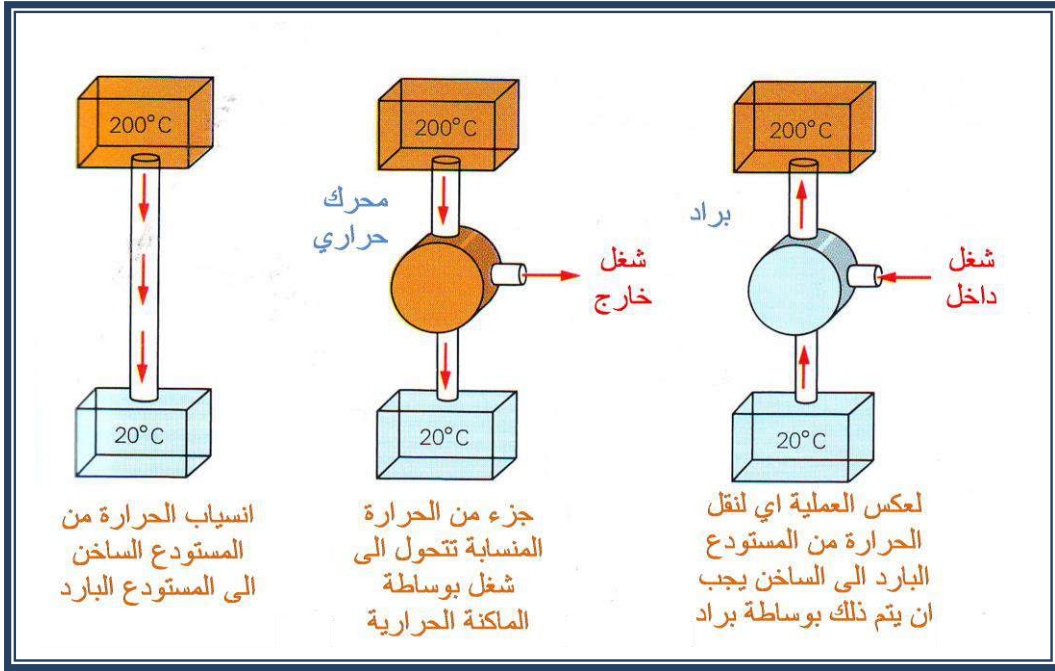 200°C
200°C
200°C
محرك
حراري
براد
شغل
خارج
شغل
داخل
20°C
20°C
20°C
انسياب الحرارة من
المستودع الساخن
الى المستودع البارد
جزء من الحرارة
المنسابة تتحول الى
شغل بوساطة
الماكنة الحرارية
لعكس العملية اي لنقل
الحرارة من المستودع
البارد الى الساخن يجب
ان يتم ذلك بوساطة براد